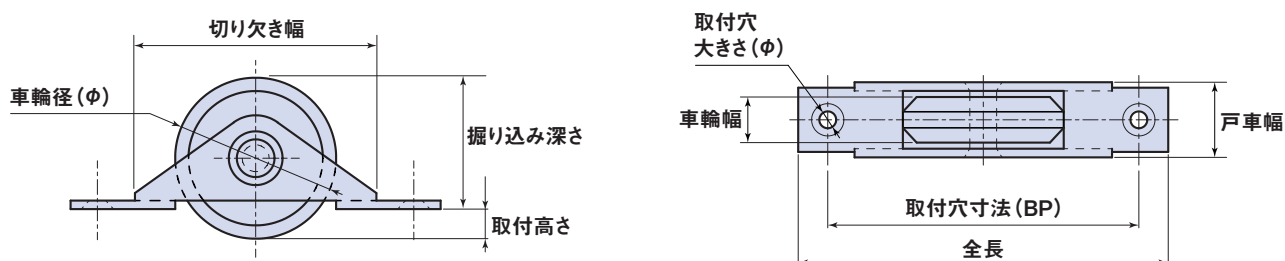 切り欠き幅
車輪径(φ)
掘り込み深さ
取付高さ
取付穴
大きさ(φ)
車輪幅
戸車幅
取付穴寸法(BP)
全長